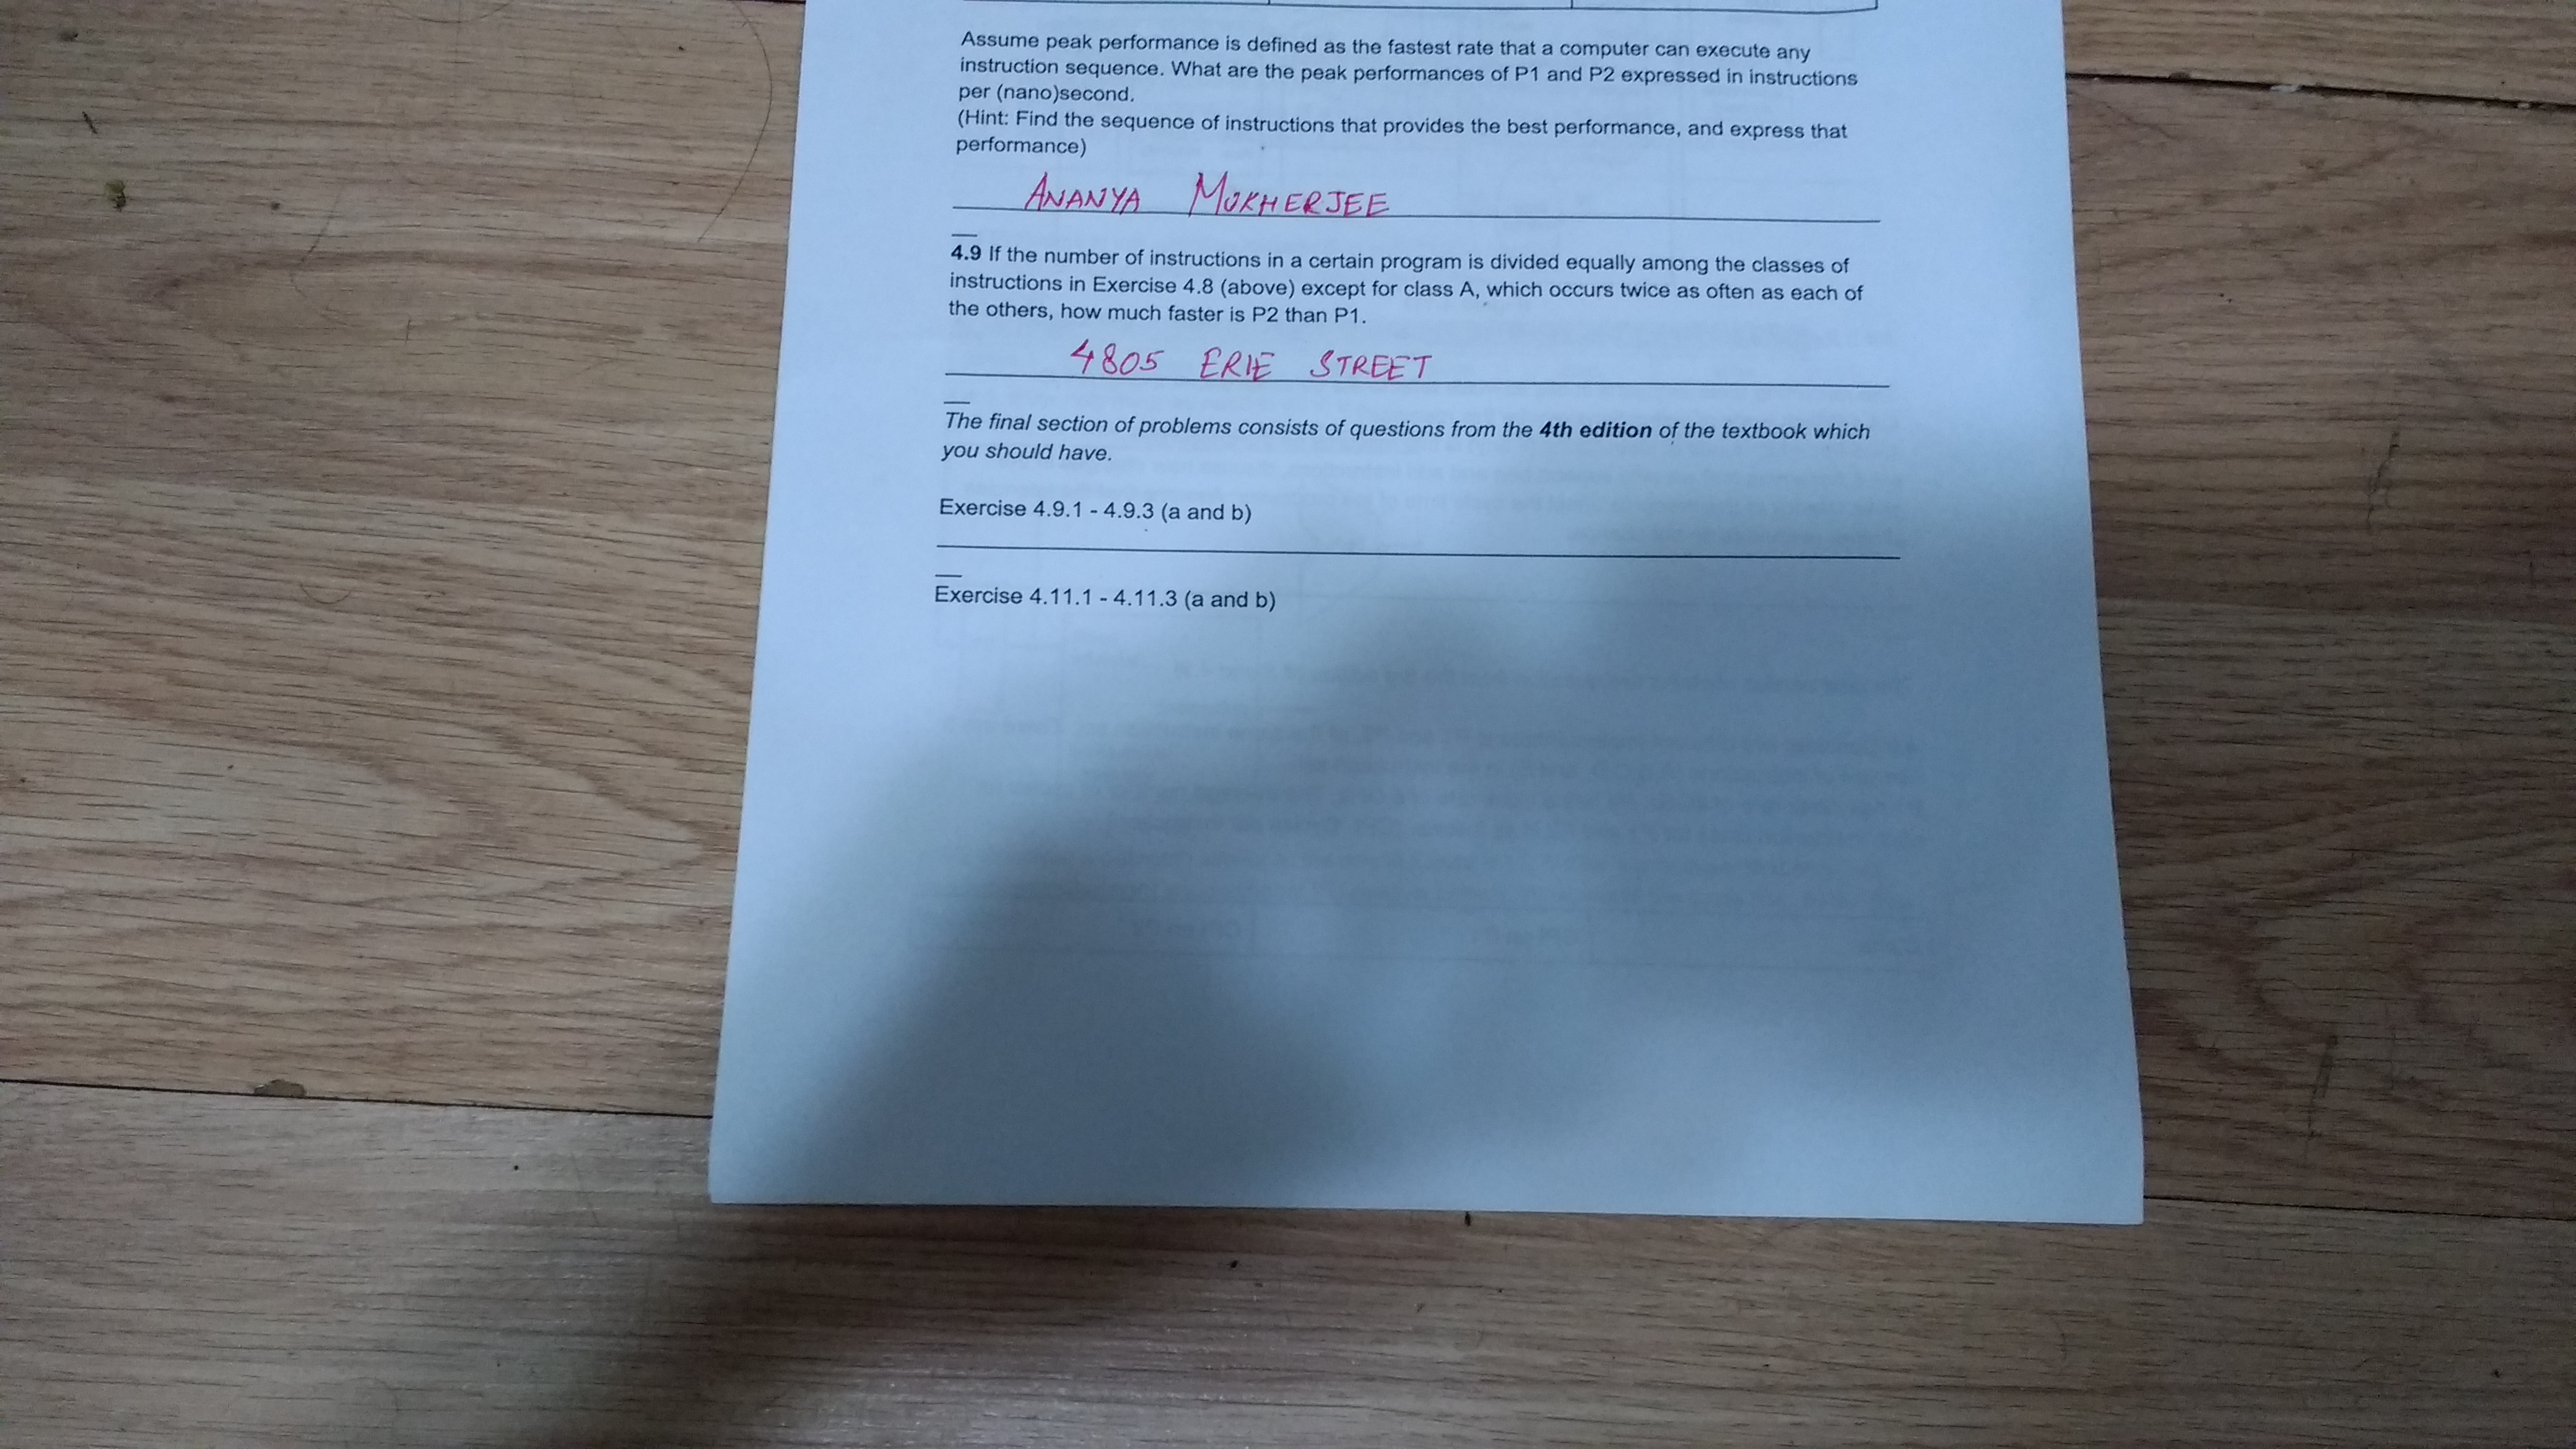 Assume peak performance is defined as the fastest rate that a computer can execute any
instruction sequence. What are the peak performances of P1 and P2 expressed in instructions
per (nano)second.
(Hint: Find the sequence of instructions that provides the best performance, and express that
performance)
ANANYA MUKHERJEE
4.9 If the number of instructions in a certain program is divided equally among the classes of
instructions in Exercise 4.8 (above) except for class A, which occurs twice as often as each of
the others, how much faster is P2 than P1.
4805 ERIE STREET
The final section of problems consists of questions from the 4th edition of the textbook which
you should have.
Exercise 4.9.1 - 4.9.3 (a and b)
Exercise 4.11.1 - 4.11.3 (a and b)